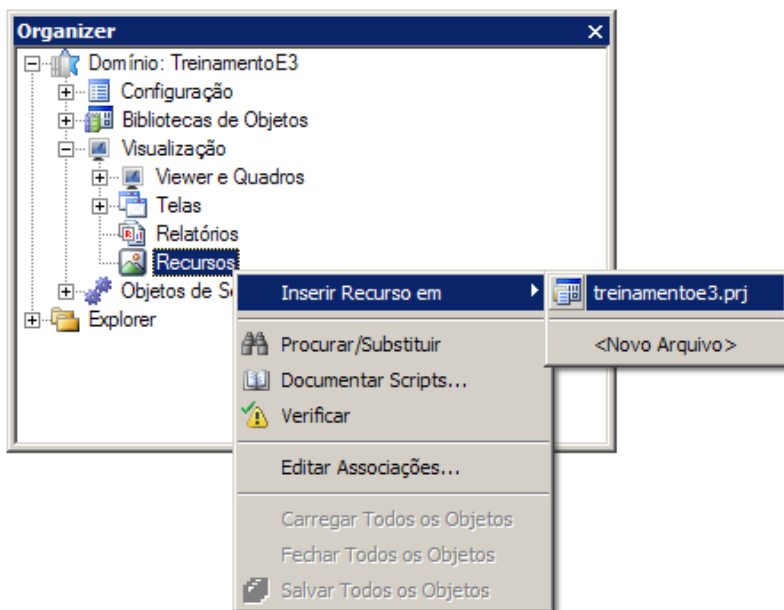 Organizer
Domínio: TreinamentoE3
Configuração
Bibliotecas de Objetos
Visualização
Viewer e Quadros
Telas
Relatórios
Recursos
Objetos de Se
Explorer
Inserir Recurso em
treinamentoe3.prj
<Novo Arquivo>
Procurar/Substituir
Documentar Scripts...
Verificar
Editar Associações...
Carregar Todos os Objetos
Fechar Todos os Objetos
Salvar Todos os Objetos